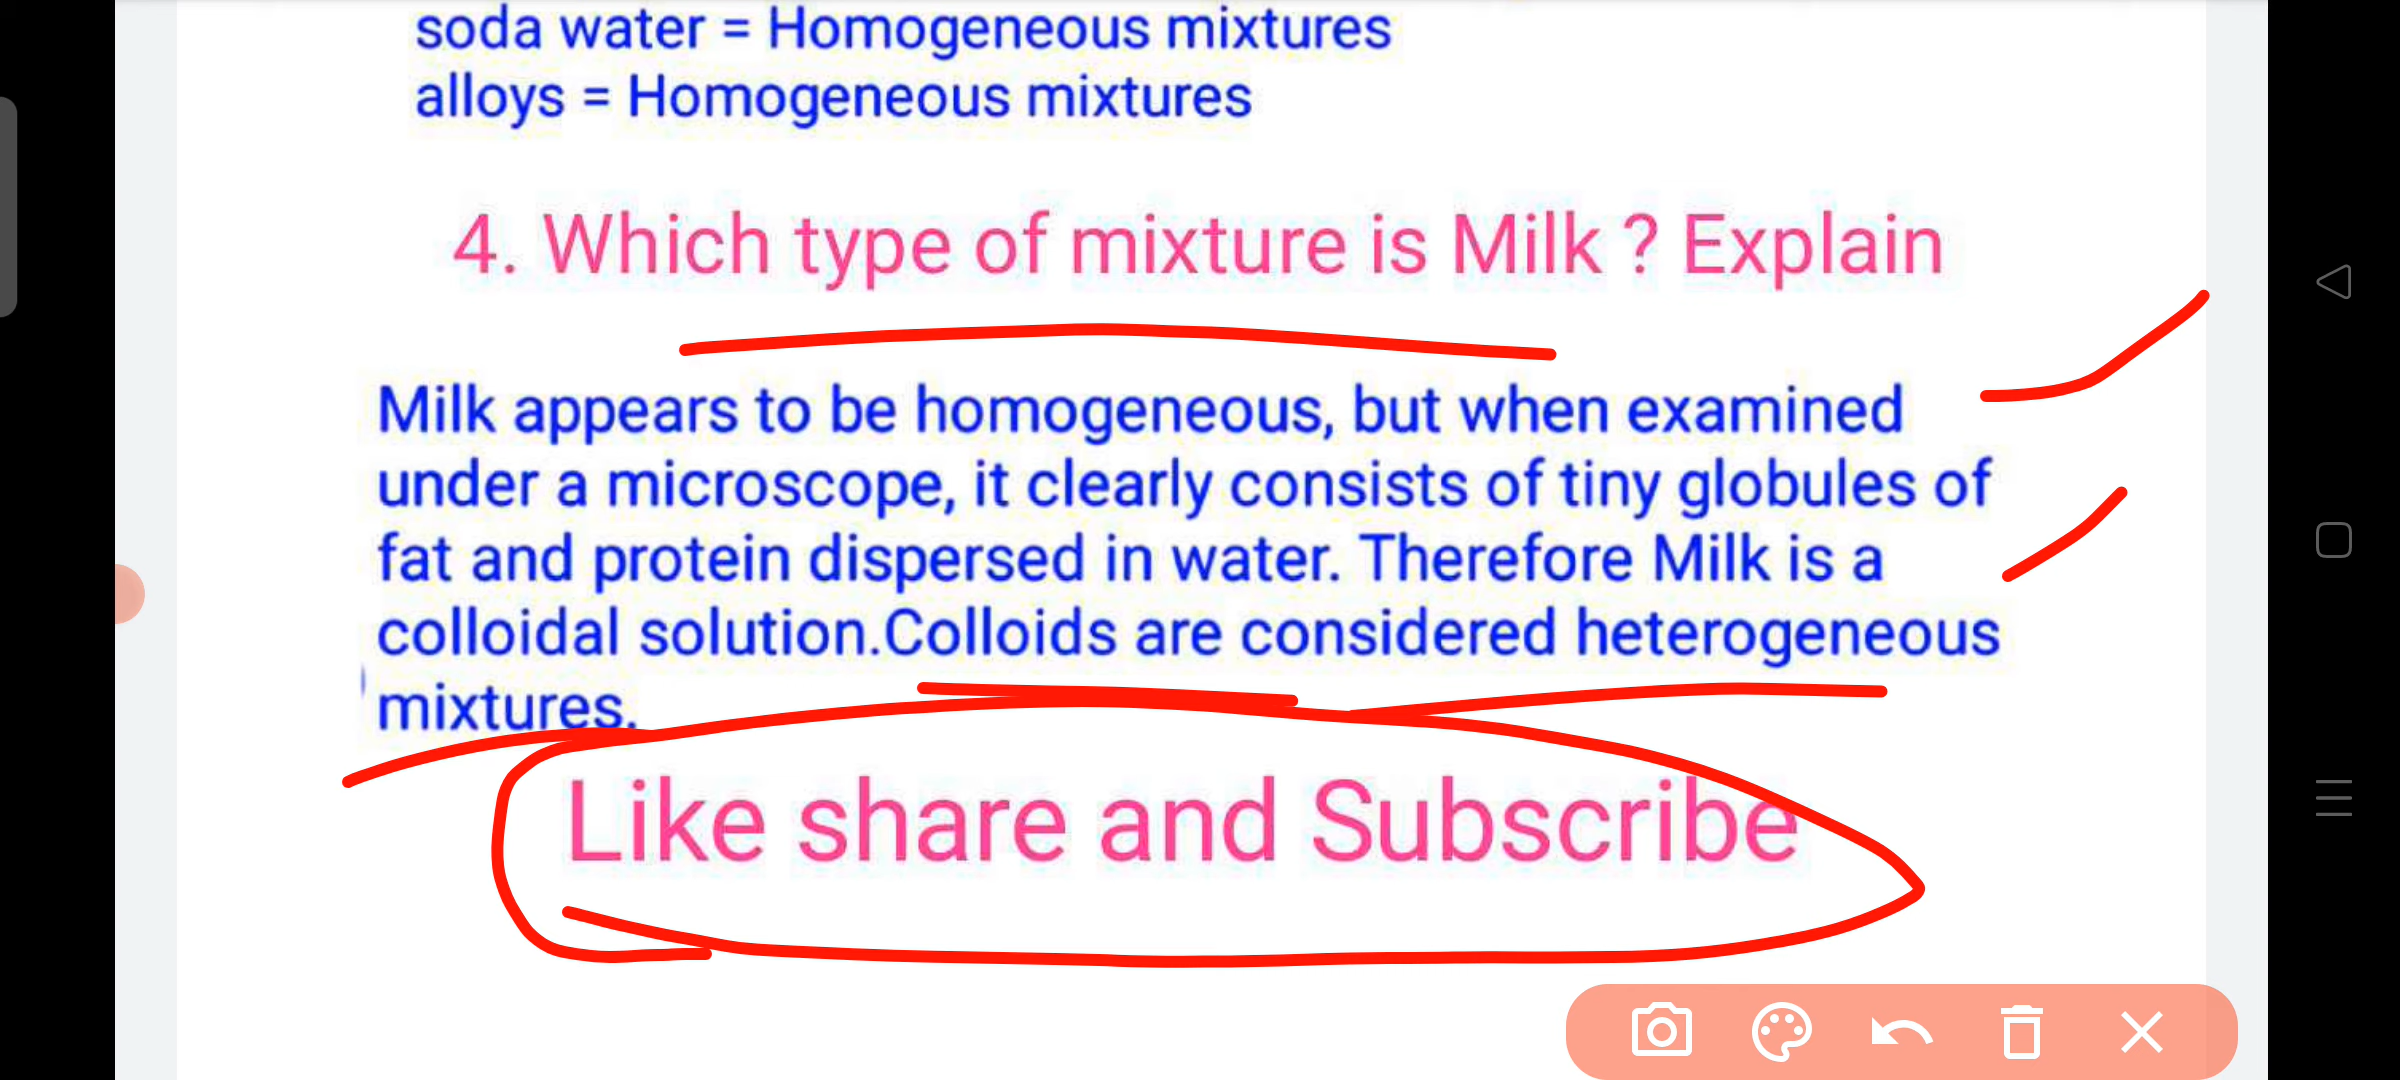 soda water = Homogeneous mixtures
alloys = Homogeneous mixtures
4. Which type of mixture is Milk ? Explain
Milk appears to be homogeneous, but when examined
under a microscope, it clearly consists of tiny globules of
fat and protein dispersed in water. Therefore Milk is a
colloidal solution.Colloids are considered heterogeneous
mixtures.
Like share and Subscribe